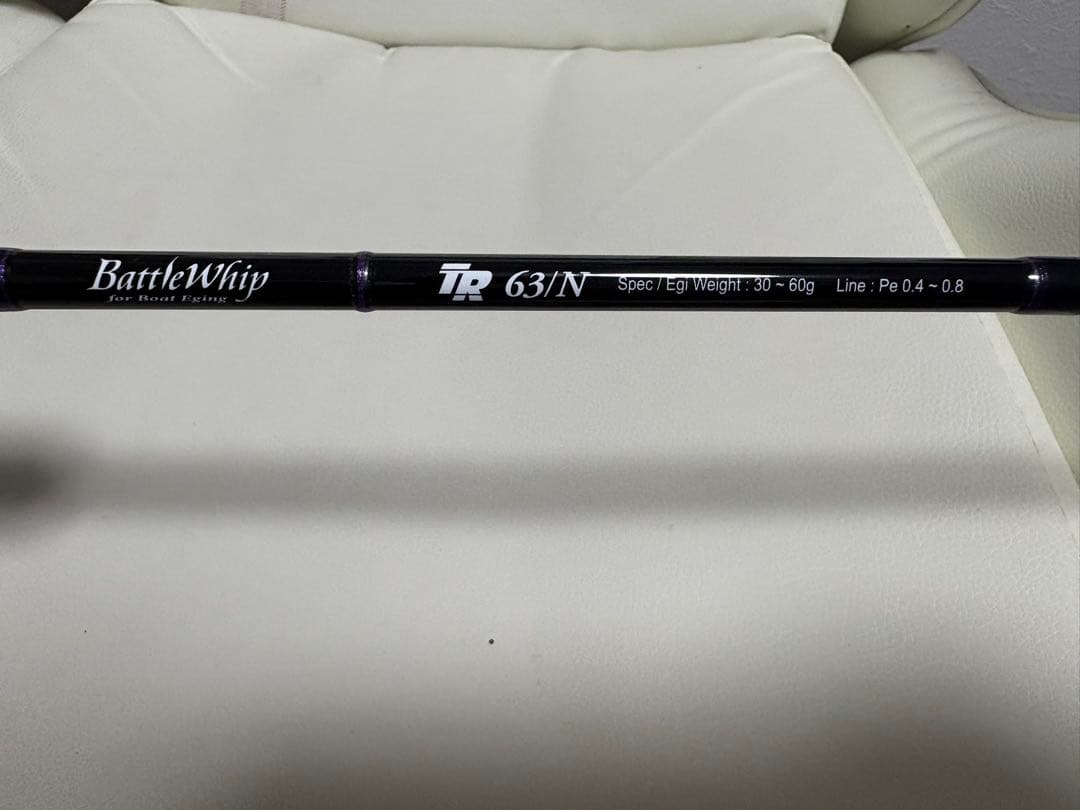 BattleWhip
for Boat Eging
TR 63/N Spec / Egi Weight : 30 ~ 60g Line : Pe 0.4 ~ 0.8